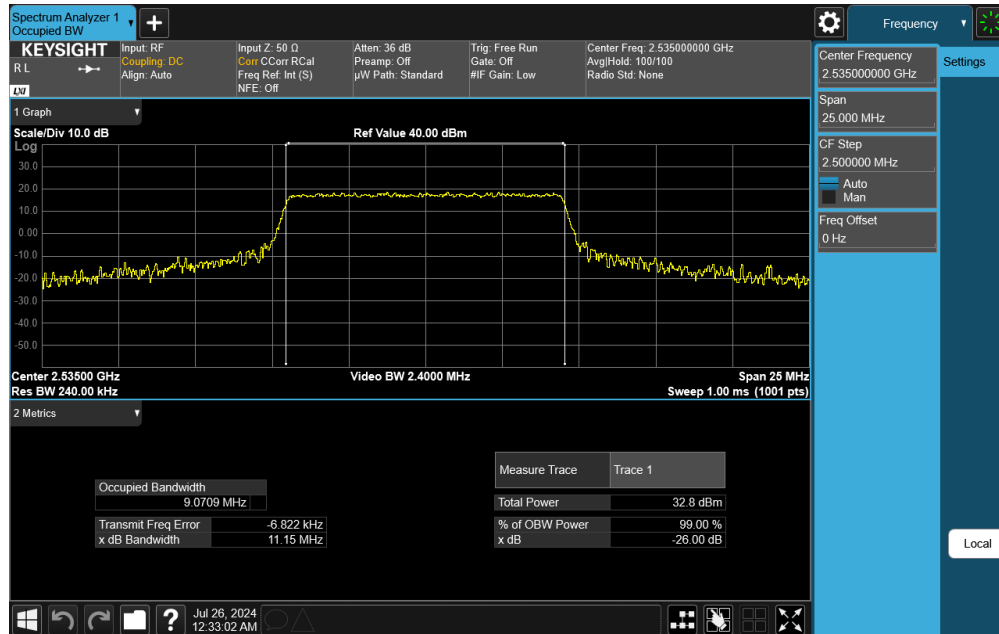 Spectrum Analyzer 1
Occupied BW
Frequency
KEYSIGHT
R L
LXI
Input: RF
Coupling: DC
Align: Auto
Input Z: 50 Ω
Corr CCorr RCal
Freq Ref: Int (S)
NFE: Off
Atten: 36 dB
Preamp: Off
µW Path: Standard
Trig: Free Run
Gate: Off
#IF Gain: Low
Center Freq: 2.535000000 GHz
Avg|Hold: 100/100
Radio Std: None
Center Frequency
2.535000000 GHz
Settings
Span
25.000 MHz
CF Step
2.500000 MHz
Auto
Man
Freq Offset
0 Hz
Local
1 Graph
Scale/Div 10.0 dB
Ref Value 40.00 dBm
Log
30.0
20.0
10.0
0.00
-10.0
-20.0
-30.0
-40.0
-50.0
Center 2.53500 GHz
Video BW 2.4000 MHz
Span 25 MHz
Res BW 240.00 kHz
Sweep 1.00 ms (1001 pts)
2 Metrics
Occupied Bandwidth
9.0709 MHz
Transmit Freq Error -6.822 kHz
x dB Bandwidth 11.15 MHz
Measure Trace Trace 1
Total Power 32.8 dBm
% of OBW Power 99.00 %
x dB -26.00 dB
?
Jul 26, 2024
12:33:02 AM